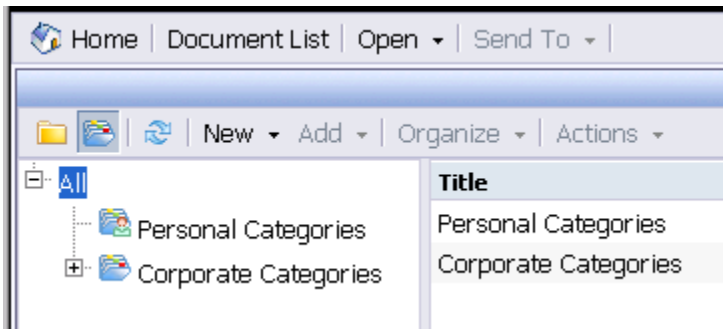 Home | Document List | Open | Send To |
New Add | Organize | Actions
All
Title
Personal Categories
Personal Categories
Corporate Categories
Corporate Categories